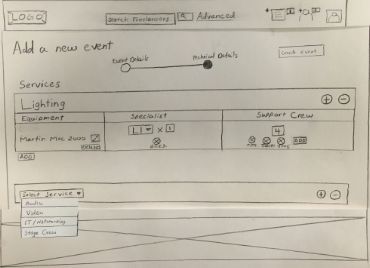 LOGO
Search Freelancers Advanced
Add a new event
Event Details
Technical Details
Create Event
Services
Lighting
Equipment
Specialist
Support Crew
Martin Mac 2000
L1 x 1
4
ADD
Select Service
Audio
Video
IT/Networking
Stage Crew